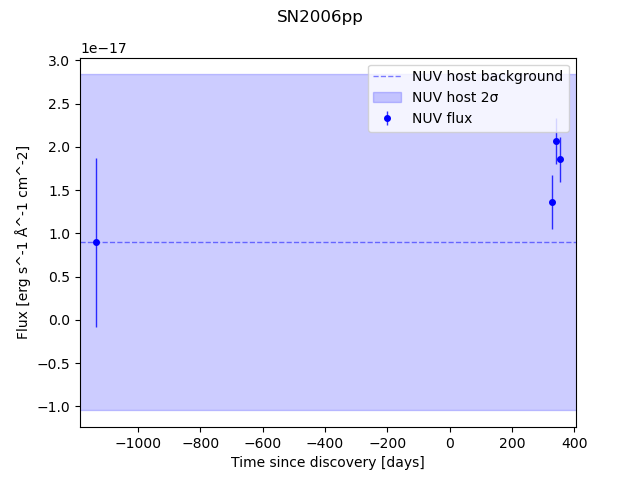 SN2006pp
1e−17
3.0
2.5
2.0
1.5
1.0
0.5
0.0
−0.5
−1.0
Flux [erg s^-1 Å^-1 cm^-2]
NUV host background
NUV host 2σ
NUV flux
−1000 −800 −600 −400 −200 0 200 400
Time since discovery [days]